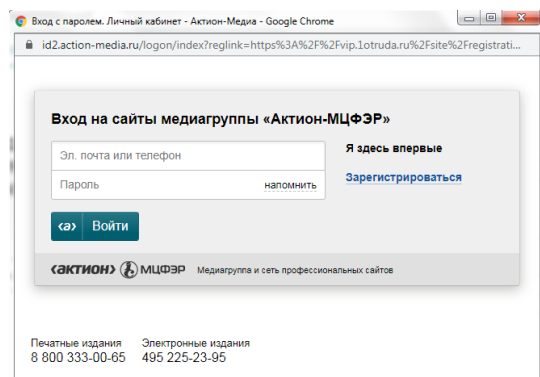 Вход с паролем. Личный кабинет - Актион-Медиа - Google Chrome
id2.action-media.ru/logon/index?reglink=https%3A%2F%2Fvip.1otruda.ru%2Fsite%2Fregistrati...
Вход на сайты медиагруппы «Актион-МЦФЭР»
Эл. почта или телефон
Я здесь впервые
Пароль
напомнить
Зарегистрироваться
‹а› Войти
‹актион› МЦФЭР Медиагруппа и сеть профессиональных сайтов
Печатные издания Электронные издания
8 800 333-00-65 495 225-23-95